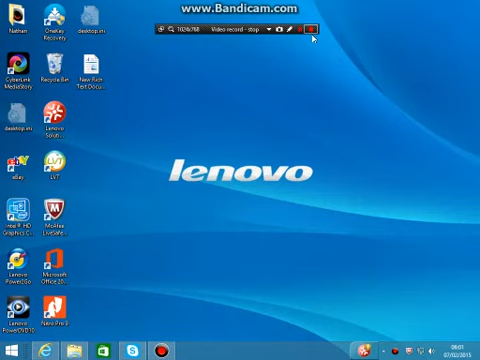 www.Bandicam.com
1024x768 Video record - stop
Nathan
OneKey Recovery
desktop.ini
CyberLink MediaStory
Recycle Bin
New Rich Text Docu...
desktop.ini
Lenovo Soluti...
eBay
LVT
lenovo
Intel® HD Graphics C...
McAfee LiveSafe...
Lenovo Power2Go
Microsoft Office 20...
Lenovo PowerDVD10
Nero Pro 9
06:01
07/02/2015